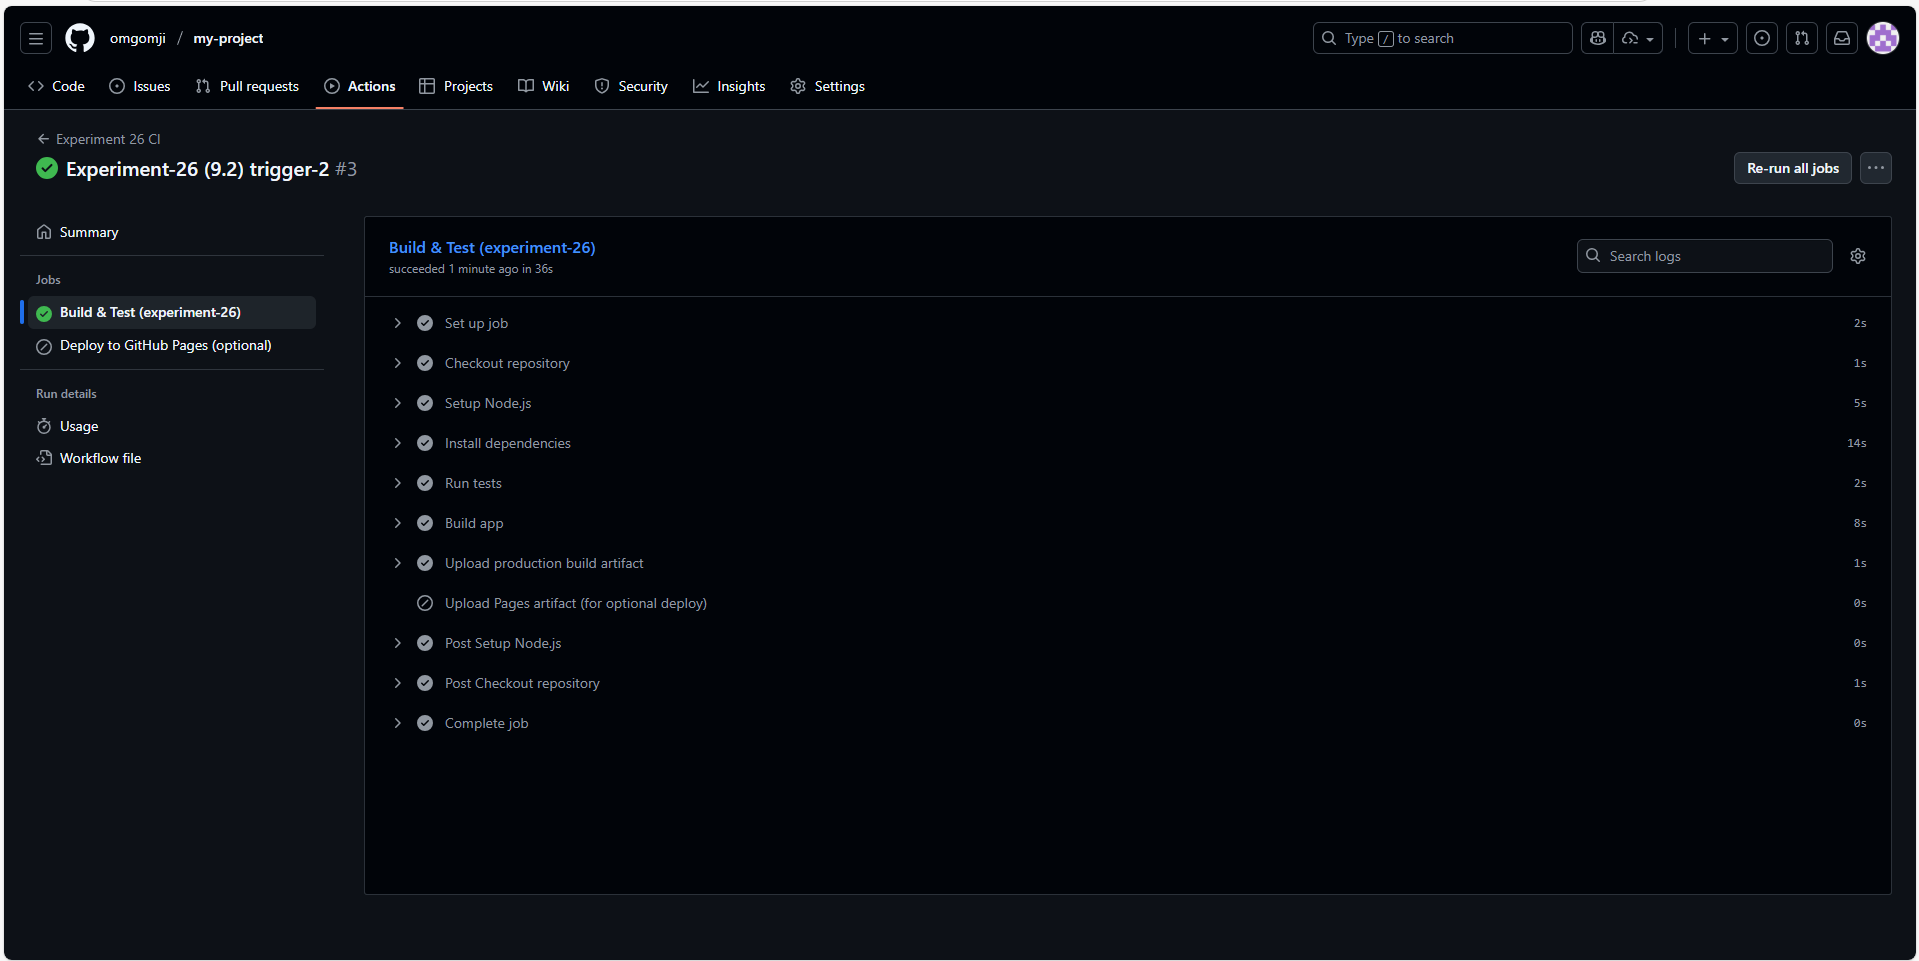 omgomji / my-project
Type / to search
Code Issues Pull requests Actions Projects Wiki Security Insights Settings
Experiment 26 CI
Experiment-26 (9.2) trigger-2 #3
Re-run all jobs
Summary
Jobs
Build & Test (experiment-26)
Deploy to GitHub Pages (optional)
Run details
Usage
Workflow file
Build & Test (experiment-26)
succeeded 1 minute ago in 36s
Search logs
Set up job 2s
Checkout repository 1s
Setup Node.js 5s
Install dependencies 14s
Run tests 2s
Build app 8s
Upload production build artifact 1s
Upload Pages artifact (for optional deploy) 0s
Post Setup Node.js 0s
Post Checkout repository 1s
Complete job 0s